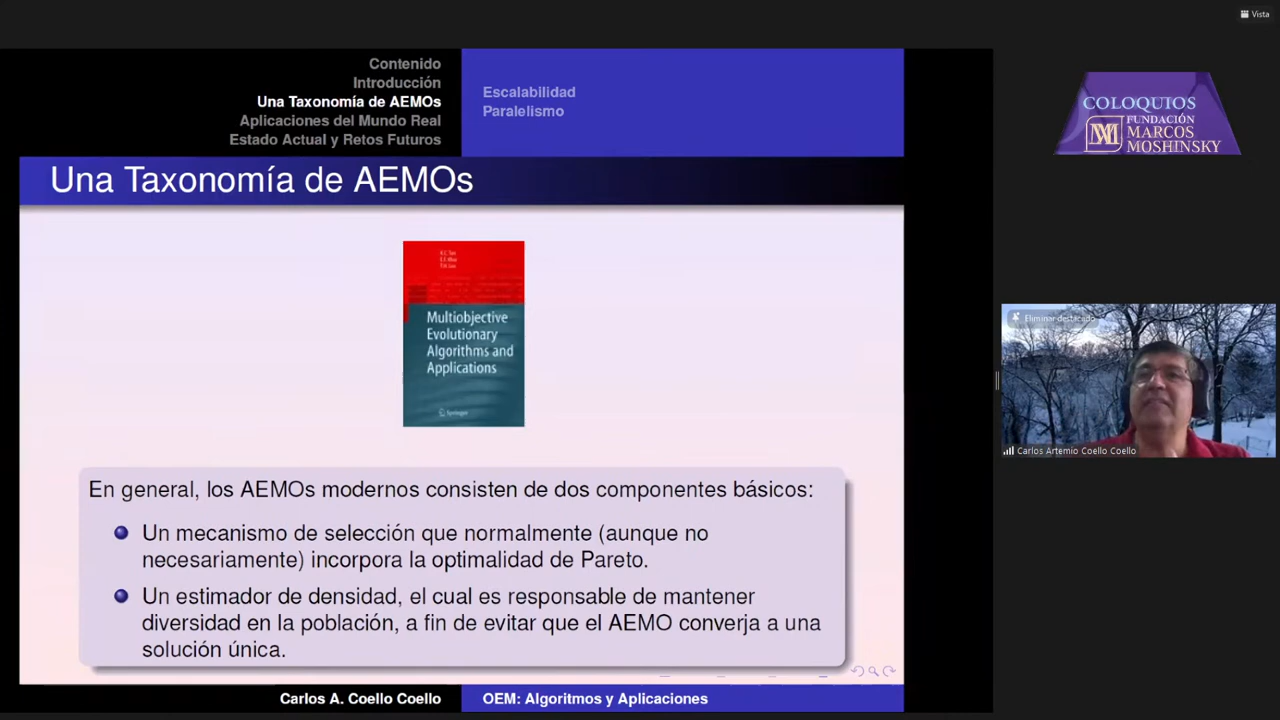 Vista
Contenido
Introducción
Una Taxonomía de AEMOs
Aplicaciones del Mundo Real
Estado Actual y Retos Futuros
Escalabilidad
Paralelismo
COLOQUIOS
FUNDACIÓN
MARCOS
MOSHINSKY
Una Taxonomía de AEMOs
Multiobjective
Evolutionary
Algorithms and
Applications
Springer
Eliminar destacado
Carlos Artemio Coello Coello
En general, los AEMOs modernos consisten de dos componentes básicos:
Un mecanismo de selección que normalmente (aunque no
necesariamente) incorpora la optimalidad de Pareto.
Un estimador de densidad, el cual es responsable de mantener
diversidad en la población, a fin de evitar que el AEMO converja a una
solución única.
Carlos A. Coello Coello
OEM: Algoritmos y Aplicaciones